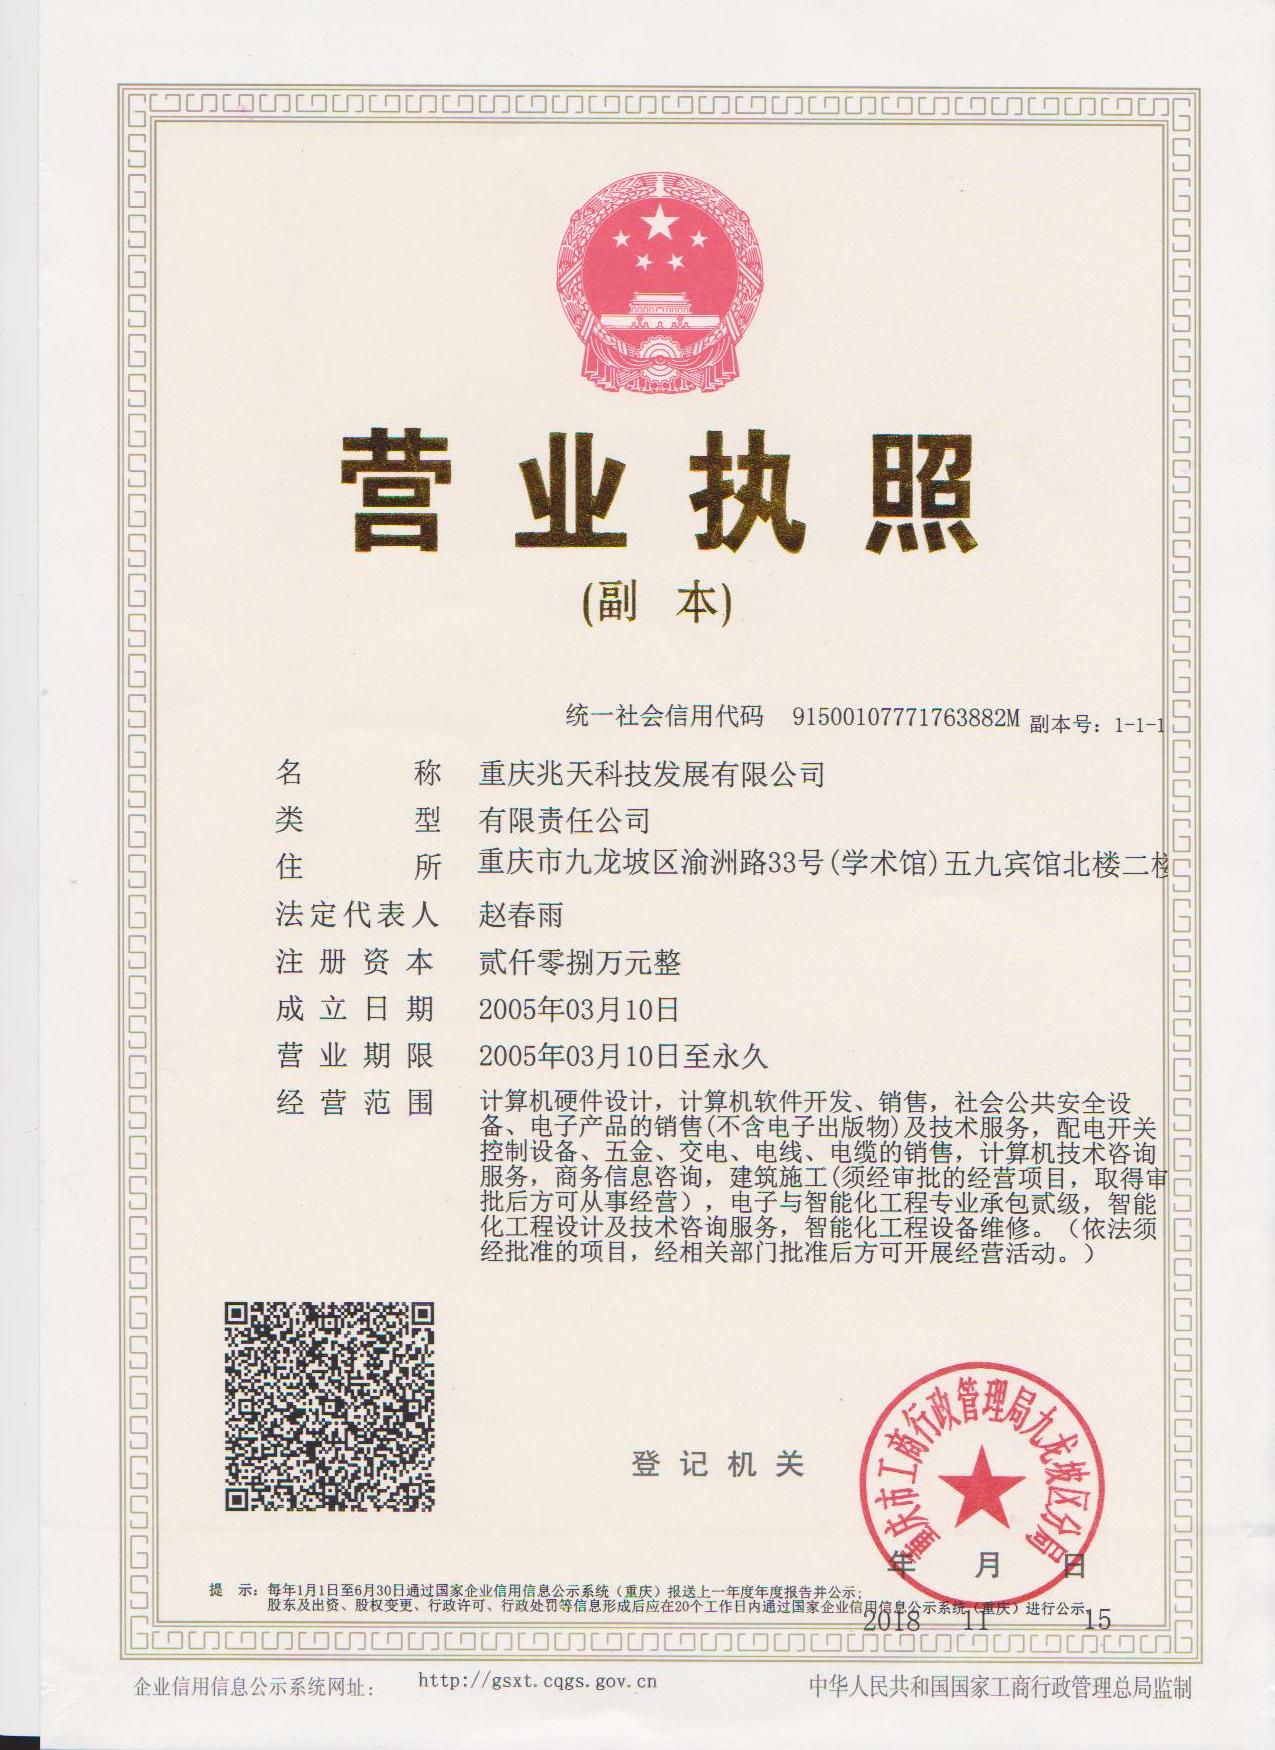 营业执照
(副 本)
统一社会信用代码 91500107771763882M 副本号：1-1-1
名 称 重庆兆天科技发展有限公司
类 型 有限责任公司
住 所 重庆市九龙坡区渝洲路33号(学术馆)五九宾馆北楼二楼
法定代表人 赵春雨
注册资本 贰仟零捌万元整
成立日期 2005年03月10日
营业期限 2005年03月10日至永久
经营范围 计算机硬件设计，计算机软件开发、销售，社会公共安全设
备、电子产品的销售(不含电子出版物)及技术服务，配电开关
控制设备、五金、交电、电线、电缆的销售，计算机技术咨询
服务，商务信息咨询，建筑施工(须经审批的经营项目，取得审
批后方可从事经营），电子与智能化工程专业承包贰级，智能
化工程设计及技术咨询服务，智能化工程设备维修。（依法须
经批准的项目，经相关部门批准后方可开展经营活动。）
登记机关
重庆市工商行政管理局九龙坡区分局
年 月 日
提 示：每年1月1日至6月30日通过国家企业信用信息公示系统（重庆）报送上一年度年度报告并公示；
股东及出资、股权变更、行政许可、行政处罚等信息形成后应在20个工作日内通过国家企业信用信息公示系统（重庆）进行公示。
2018 11 15
企业信用信息公示系统网址： http://gsxt.cqgs.gov.cn 中华人民共和国国家工商行政管理总局监制